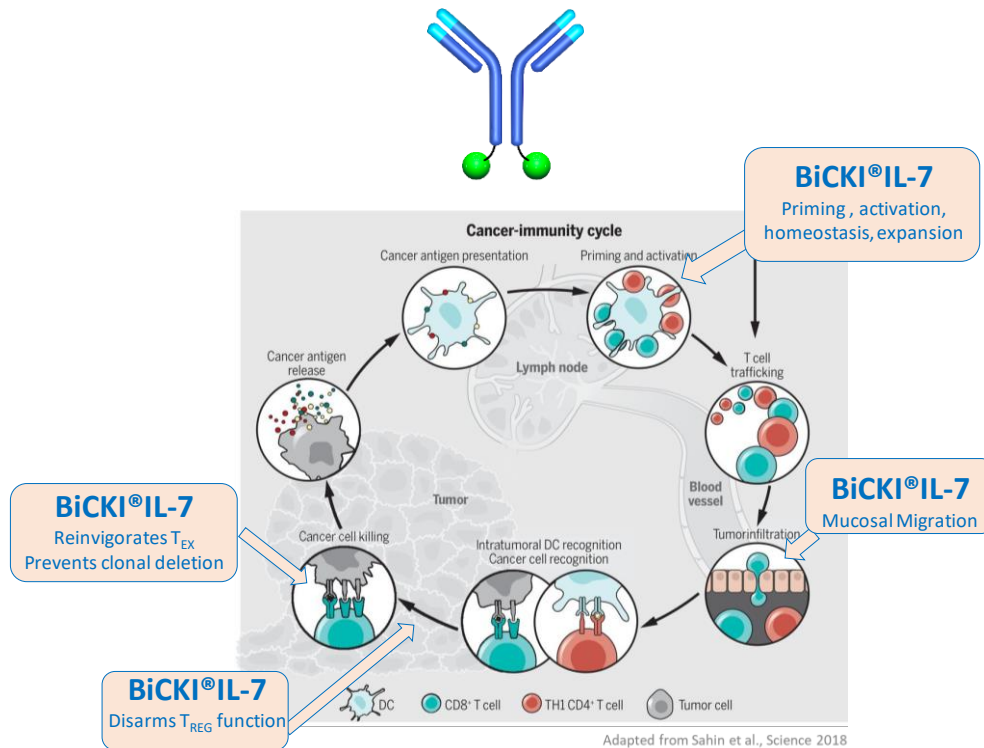 BiCKI®IL-7
Priming , activation,
homeostasis, expansion
Cancer-immunity cycle
Cancer antigen presentation
Priming and activation
Cancer antigen
release
Lymph node
T cell
trafficking
BiCKI®IL-7
Reinvigorates TEX
Prevents clonal deletion
Tumor
Blood
vessel
BiCKI®IL-7
Mucosal Migration
Cancer cell killing
Intratumoral DC recognition
Cancer cell recognition
Tumorinfiltration
BiCKI®IL-7
Disarms TREG function
DC
CD8⁺ T cell
TH1 CD4⁺ T cell
Tumor cell
Adapted from Sahin et al., Science 2018